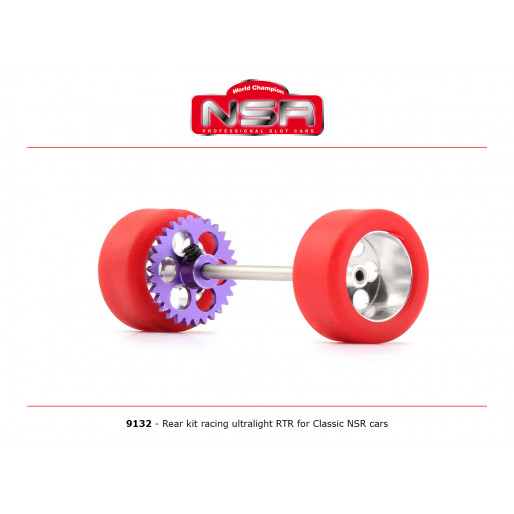 World Champion
NSR
PROFESSIONAL SLOT CARS
9132 - Rear kit racing ultralight RTR for Classic NSR cars